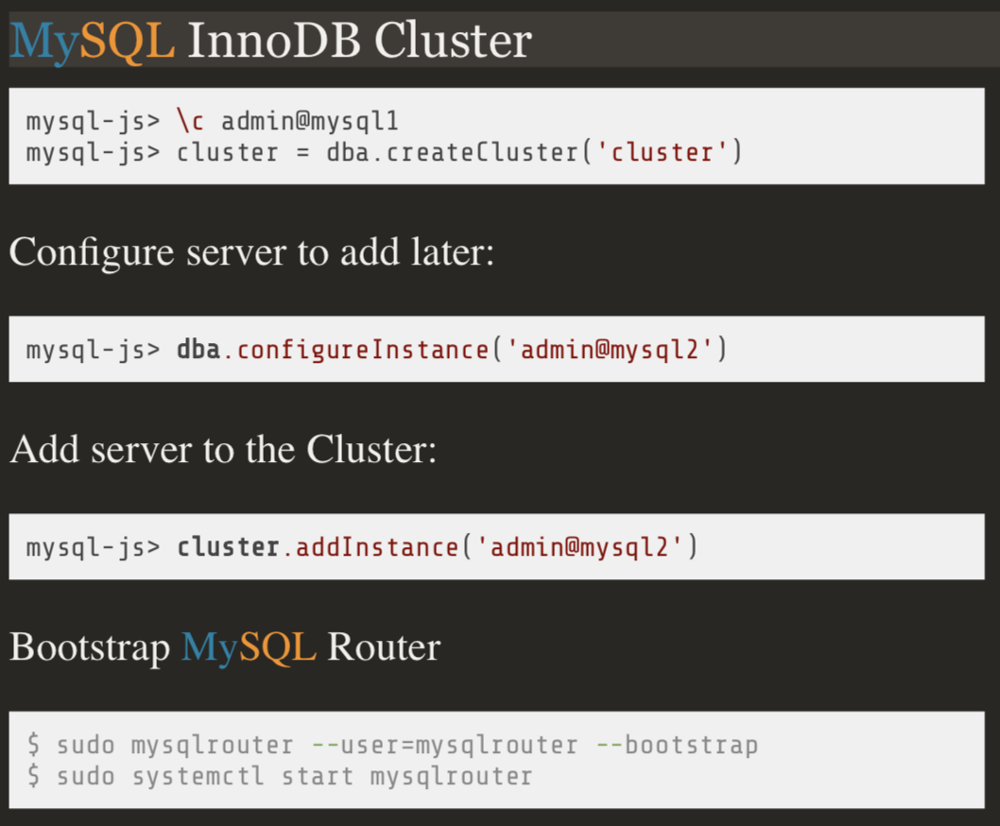 MySQL InnoDB Cluster
mysql-js> \c admin@mysql1
mysql-js> cluster = dba.createCluster('cluster')
Configure server to add later:
mysql-js> dba.configureInstance('admin@mysql2')
Add server to the Cluster:
mysql-js> cluster.addInstance('admin@mysql2')
Bootstrap MySQL Router
$ sudo mysqlrouter --user=mysqlrouter --bootstrap
$ sudo systemctl start mysqlrouter